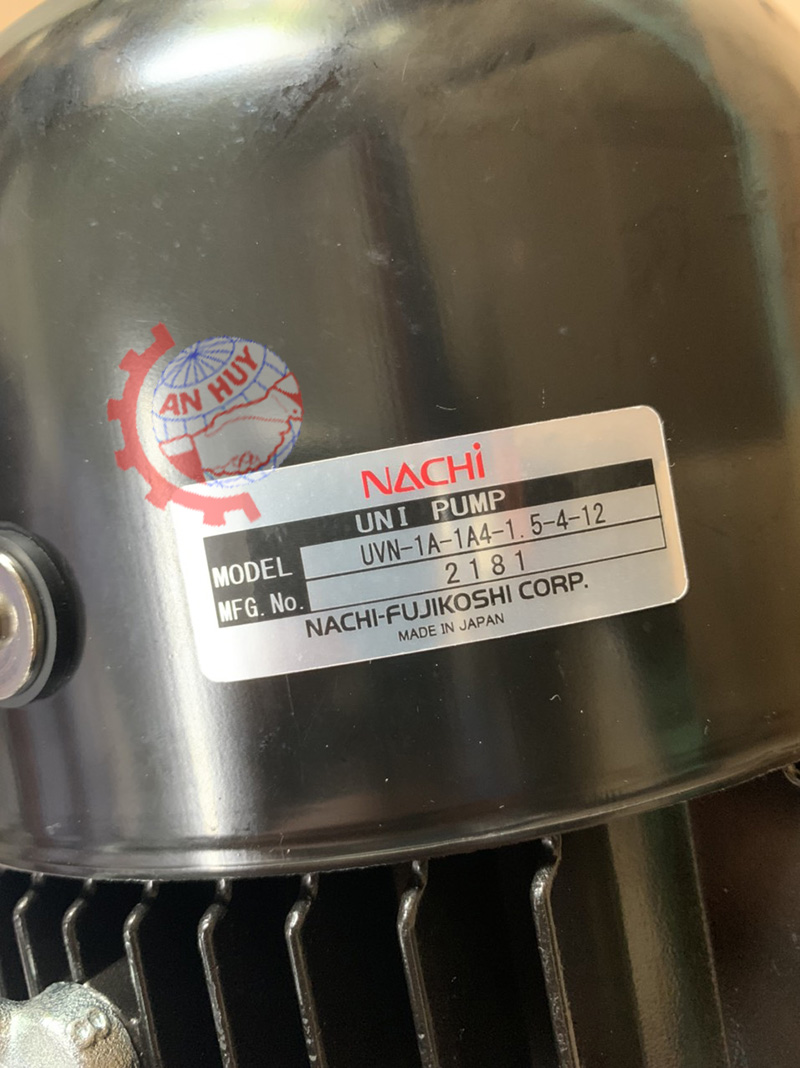 AN HUY
NACHi
UNI PUMP
MODEL UVN-1A-1A4-1.5-4-12
MFG.No. 2181
NACHI-FUJIKOSHI CORP.
MADE IN JAPAN
8